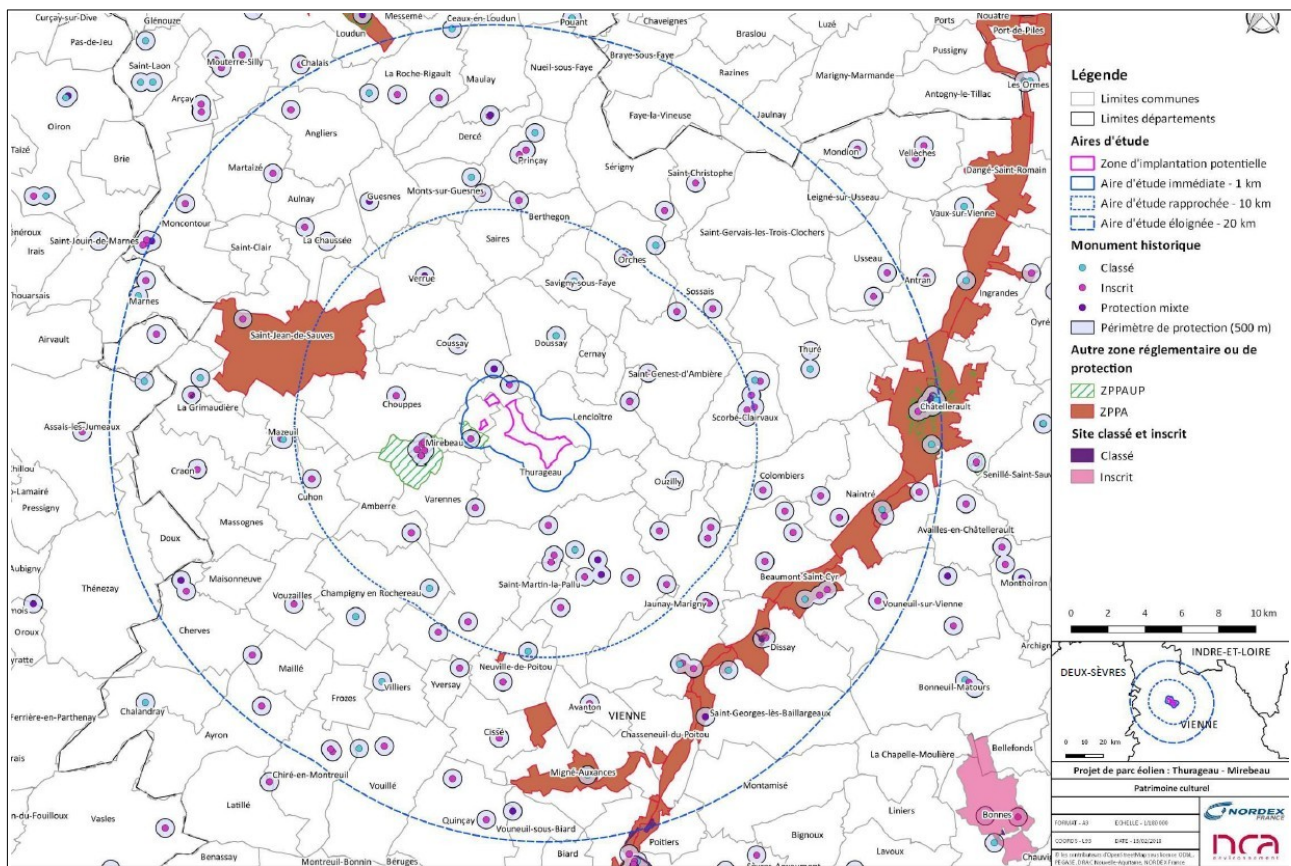 Curçay-sur-Dive
Glénouze
Messemé
Ceaux-en-Loudun
Pouant
Chaveignes
Luzé
Ports
Nouâtre
Pas-de-Jeu
Loudun
Braslou
Pussigny
Port-de-Piles
Saint-Laon
Mouterre-Silly
Chalais
La Roche-Rigault
Maulay
Nueil-sous-Faye
Braye-sous-Faye
Razines
Marigny-Marmande
Antogny-le-Tillac
Les Ormes
Oiron
Arçay
Angliers
Dercé
Faye-la-Vineuse
Jaulnay
Taizé
Brie
Martaizé
Prinçay
Sérigny
Mondion
Vellèches
Dangé-Saint-Romain
Saint-Christophe
Monts-sur-Guesnes
Guesnes
Leigné-sur-Usseau
Vaux-sur-Vienne
Aulnay
Moncontour
Berthegon
Irais
Saint-Jouin-de-Marnes
Saint-Clair
La Chaussée
Saires
Saint-Gervais-les-Trois-Clochers
Orches
Usseau
Antran
Ingrandes
Verrue
Savigny-sous-Faye
Sossais
Marnes
Airvault
Saint-Jean-de-Sauves
Coussay
Doussay
Cernay
Thuré
Saint-Genest-d'Ambière
La Grimaudière
Chouppes
Lencloître
Scorbé-Clairvaux
Châtellerault
Assais-les-Jumeaux
Mazeuil
Mirebeau
Thurageau
Craon
Cuhon
Ouzilly
Colombiers
Pressigny
Amberre
Varennes
Naintré
Massognes
Availles-en-Châtellerault
Doux
Aubigny
Thénezay
Maisonneuve
Saint-Martin-la-Pallu
Beaumont Saint-Cyr
Monthoiron
Vouzailles
Champigny en Rochereau
Jaunay-Marigny
Vouneuil-sur-Vienne
Oroux
Cherves
Dissay
Maillé
Neuville-de-Poitou
Frozes
Villiers
Yversay
Bonneuil-Matours
Chalandray
Avanton
VIENNE
Saint-Georges-lès-Baillargeaux
Ayron
Cissé
Chasseneuil-du-Poitou
La Chapelle-Moulière
Bellefonds
Chiré-en-Montreuil
Migné-Auxances
Vouillé
Montamisé
Latillé
Liniers
Bonnes
Vasles
Quinçay
Vouneuil-sous-Biard
Poitiers
Bignoux
Benassay
Montreuil-Bonnin
Béruges
Biard
Lavoux
Légende
Limites communes
Limites départements
Aires d'étude
Zone d'implantation potentielle
Aire d'étude immédiate - 1 km
Aire d'étude rapprochée - 10 km
Aire d'étude éloignée - 20 km
Monument historique
Classé
Inscrit
Protection mixte
Périmètre de protection (500 m)
Autre zone réglementaire ou de
protection
ZPPAUP
ZPPA
Site classé et inscrit
Classé
Inscrit
0 2 4 6 8 10 km
INDRE-ET-LOIRE
DEUX-SÈVRES
VIENNE
0 10 20 km
Projet de parc éolien : Thurageau - Mirebeau
Patrimoine culturel
FORMAT - A3
NORDEX
FRANCE
nca
environnement